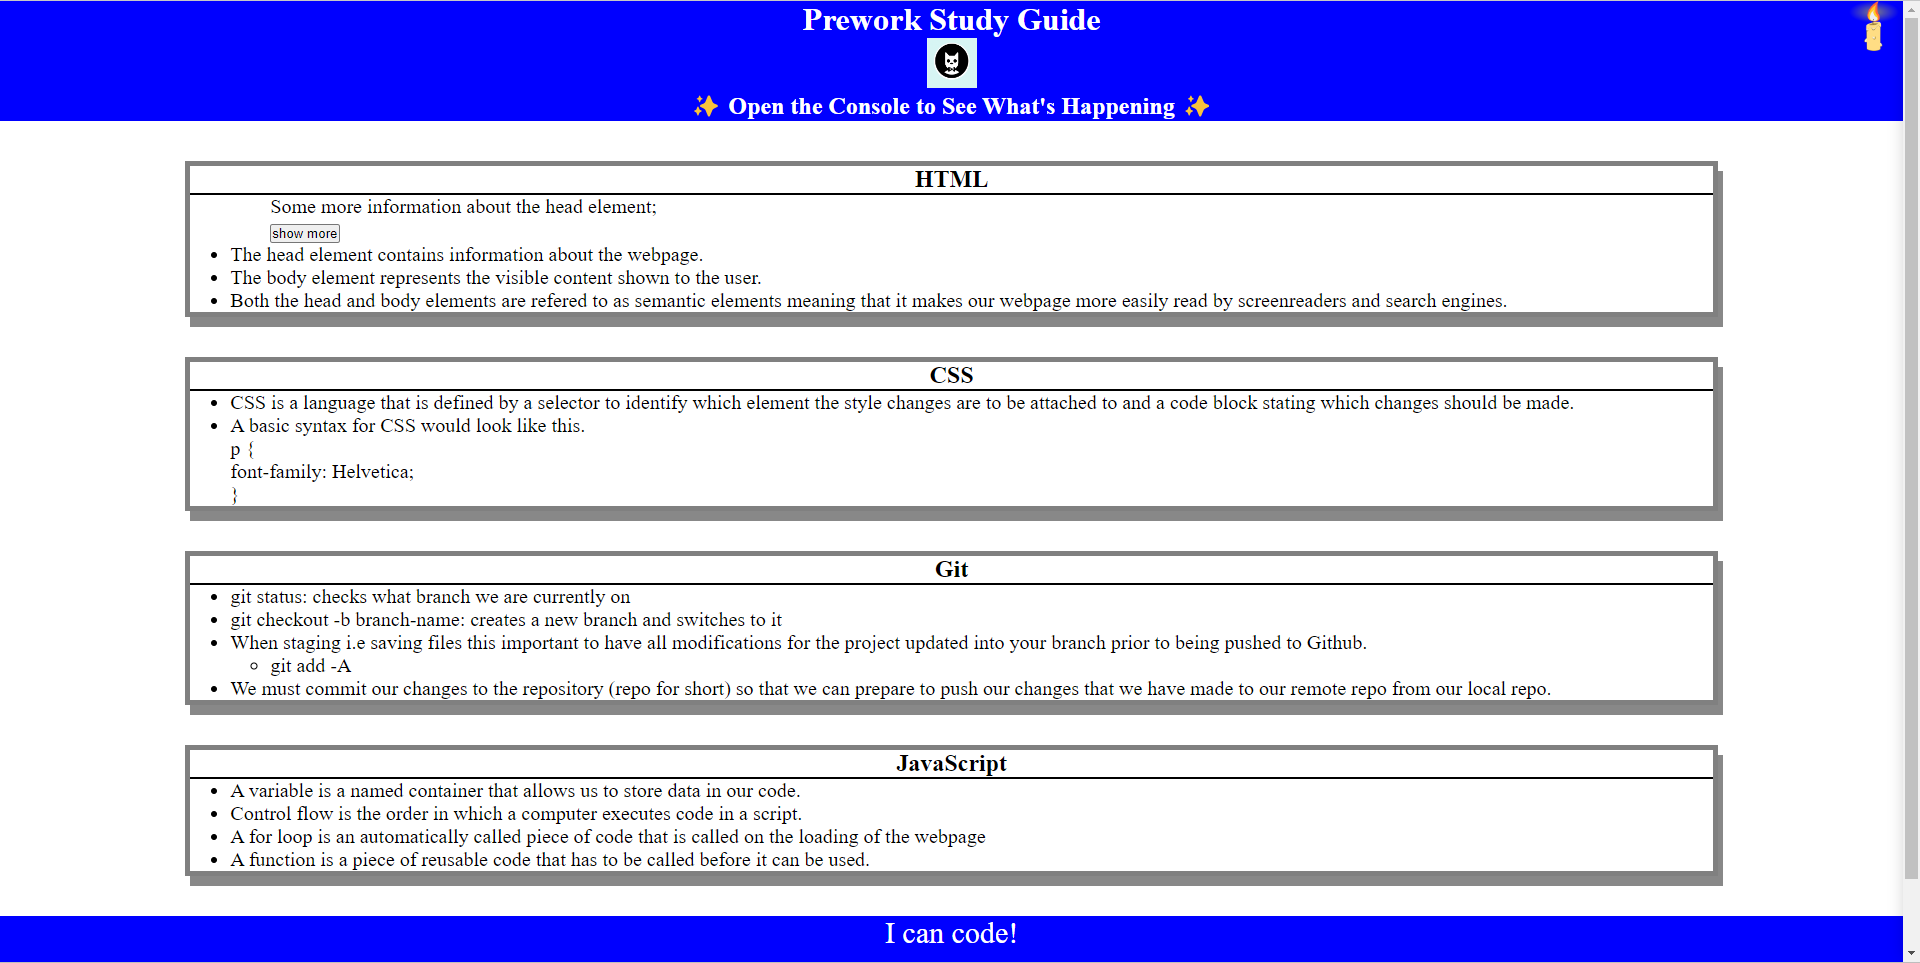 Prework Study Guide
✨ Open the Console to See What's Happening ✨
HTML
Some more information about the head element;
show more
• The head element contains information about the webpage.
• The body element represents the visible content shown to the user.
• Both the head and body elements are refered to as semantic elements meaning that it makes our webpage more easily read by screenreaders and search engines.
CSS
• CSS is a language that is defined by a selector to identify which element the style changes are to be attached to and a code block stating which changes should be made.
• A basic syntax for CSS would look like this.
p {
font-family: Helvetica;
}
Git
• git status: checks what branch we are currently on
• git checkout -b branch-name: creates a new branch and switches to it
• When staging i.e saving files this important to have all modifications for the project updated into your branch prior to being pushed to Github.
◦ git add -A
• We must commit our changes to the repository (repo for short) so that we can prepare to push our changes that we have made to our remote repo from our local repo.
JavaScript
• A variable is a named container that allows us to store data in our code.
• Control flow is the order in which a computer executes code in a script.
• A for loop is an automatically called piece of code that is called on the loading of the webpage
• A function is a piece of reusable code that has to be called before it can be used.
I can code!